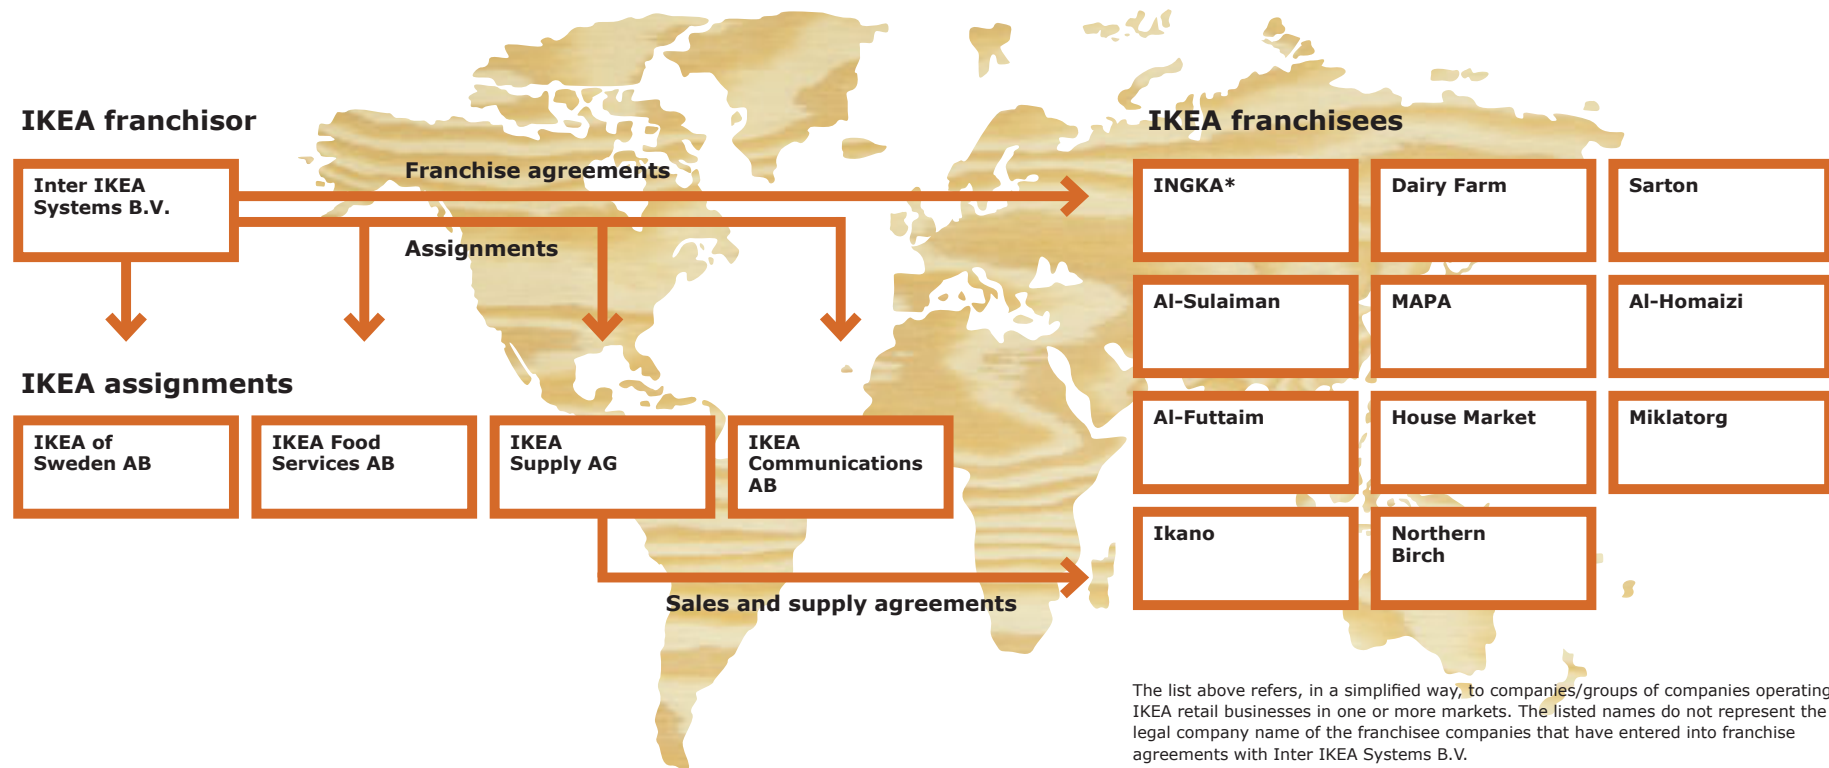 IKEA franchisor
Inter IKEA
Systems B.V.
Franchise agreements
Assignments
IKEA assignments
IKEA of
Sweden AB
IKEA Food
Services AB
IKEA
Supply AG
IKEA
Communications
AB
Sales and supply agreements
IKEA franchisees
INGKA*
Dairy Farm
Sarton
Al-Sulaiman
MAPA
Al-Homaizi
Al-Futtaim
House Market
Miklatorg
Ikano
Northern
Birch
The list above refers, in a simplified way, to companies/groups of companies operating
IKEA retail businesses in one or more markets. The listed names do not represent the
legal company name of the franchisee companies that have entered into franchise
agreements with Inter IKEA Systems B.V.